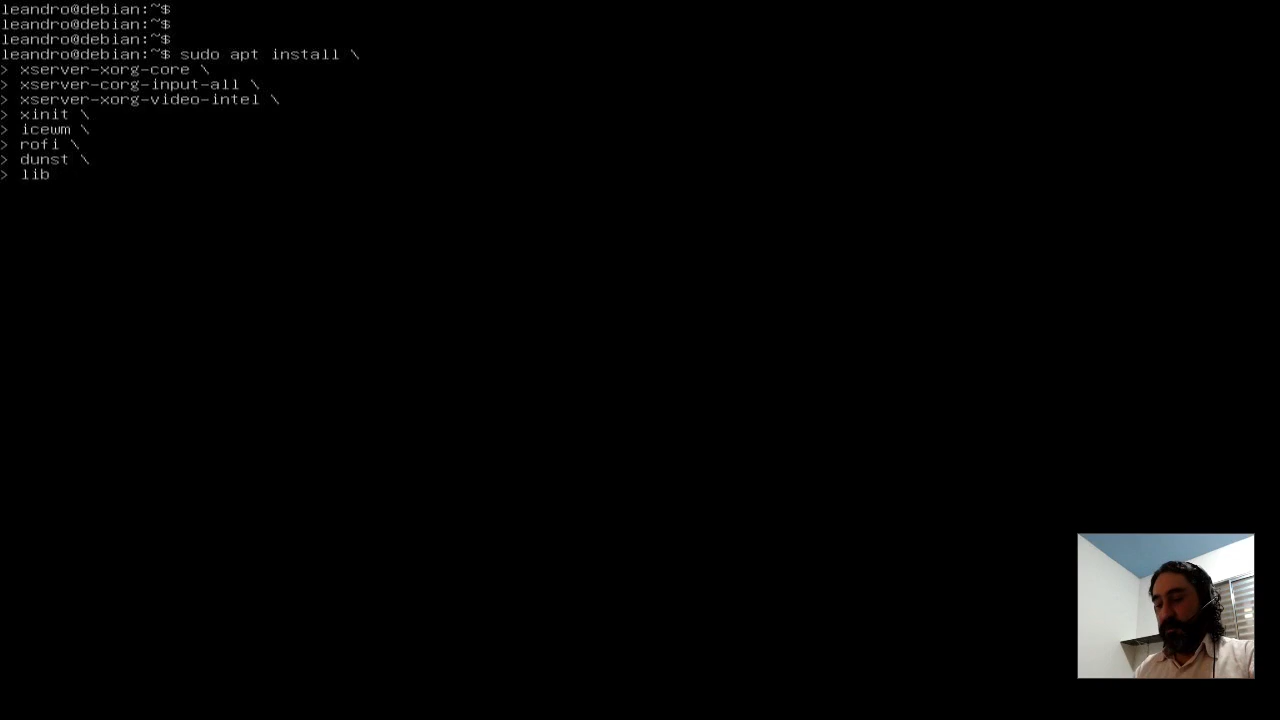 leandro@debian:~$
leandro@debian:~$
leandro@debian:~$
leandro@debian:~$ sudo apt install \
> xserver-xorg-core \
> xserver-corg-input-all \
> xserver-xorg-video-intel \
> xinit \
> icewm \
> rofi \
> dunst \
> lib